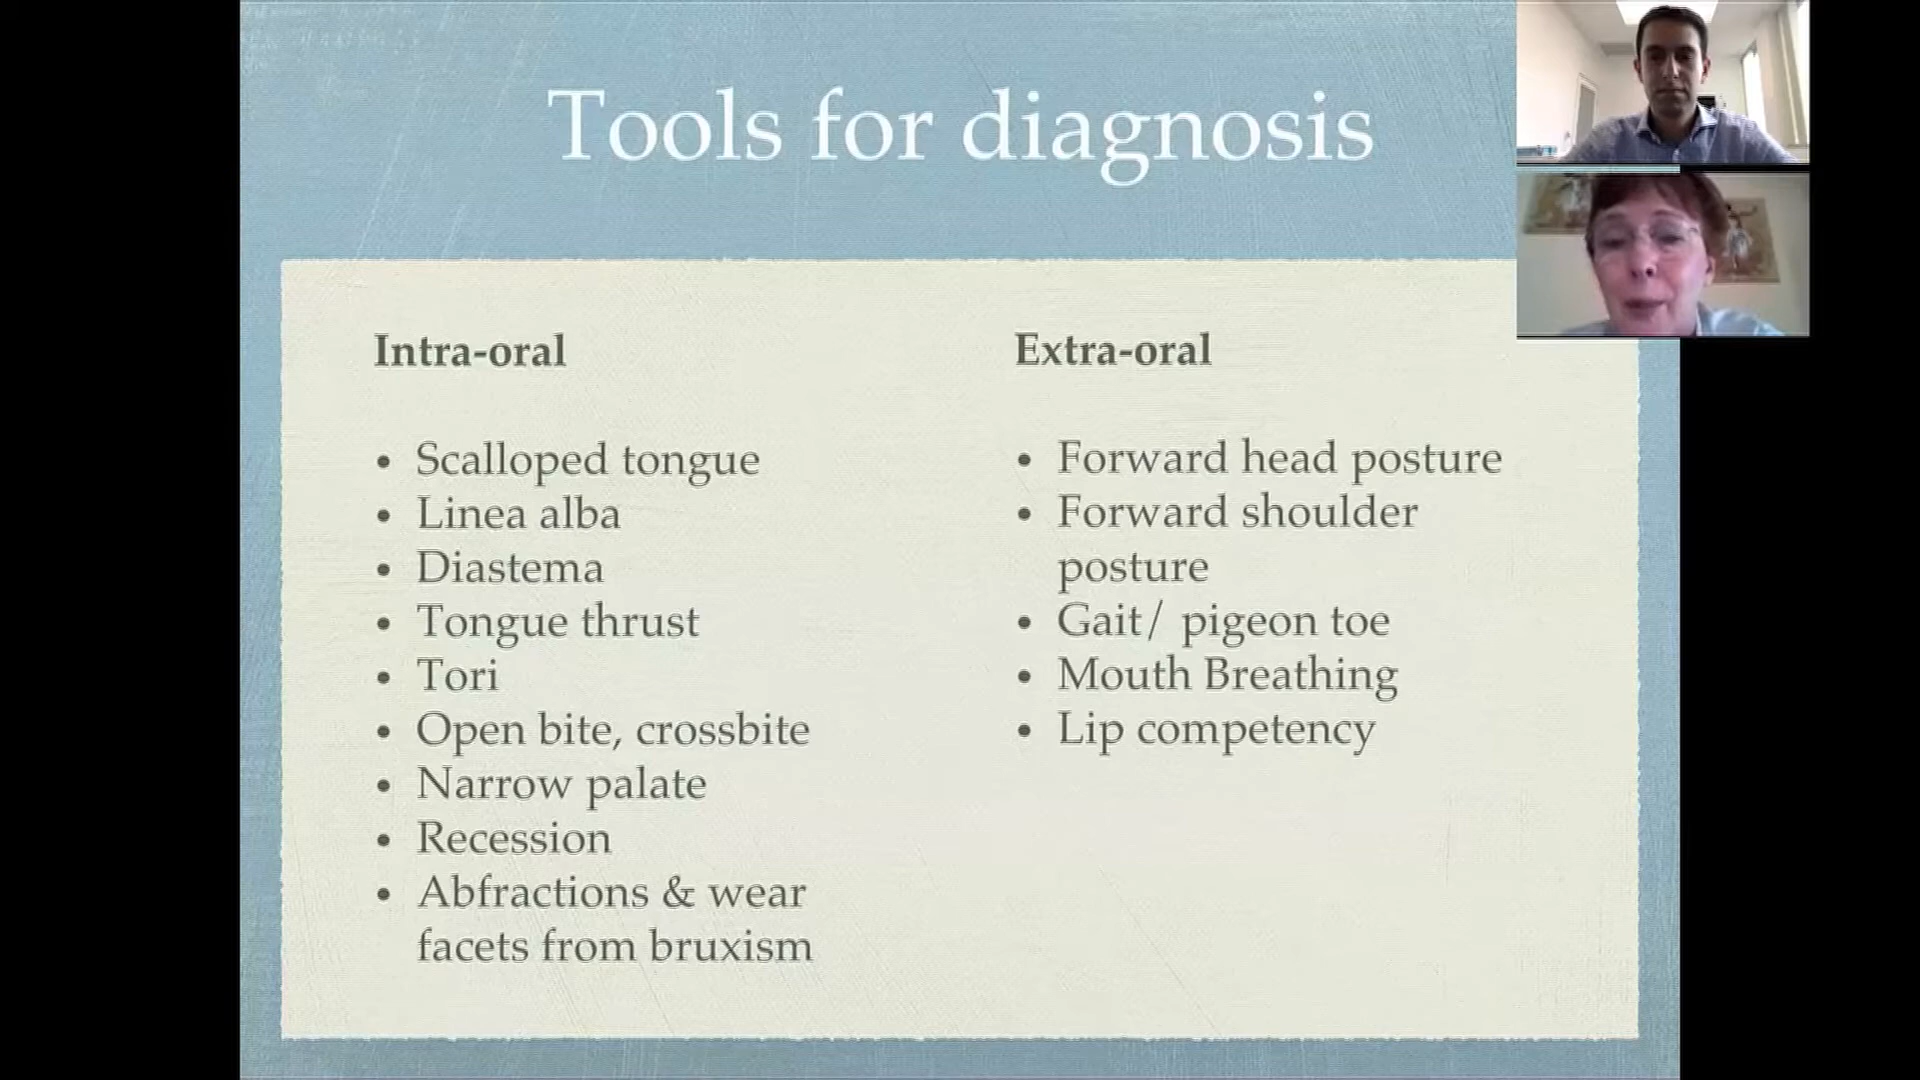 Tools for diagnosis
Intra-oral
• Scalloped tongue
• Linea alba
• Diastema
• Tongue thrust
• Tori
• Open bite, crossbite
• Narrow palate
• Recession
• Abfractions & wear
facets from bruxism
Extra-oral
• Forward head posture
• Forward shoulder
posture
• Gait/ pigeon toe
• Mouth Breathing
• Lip competency